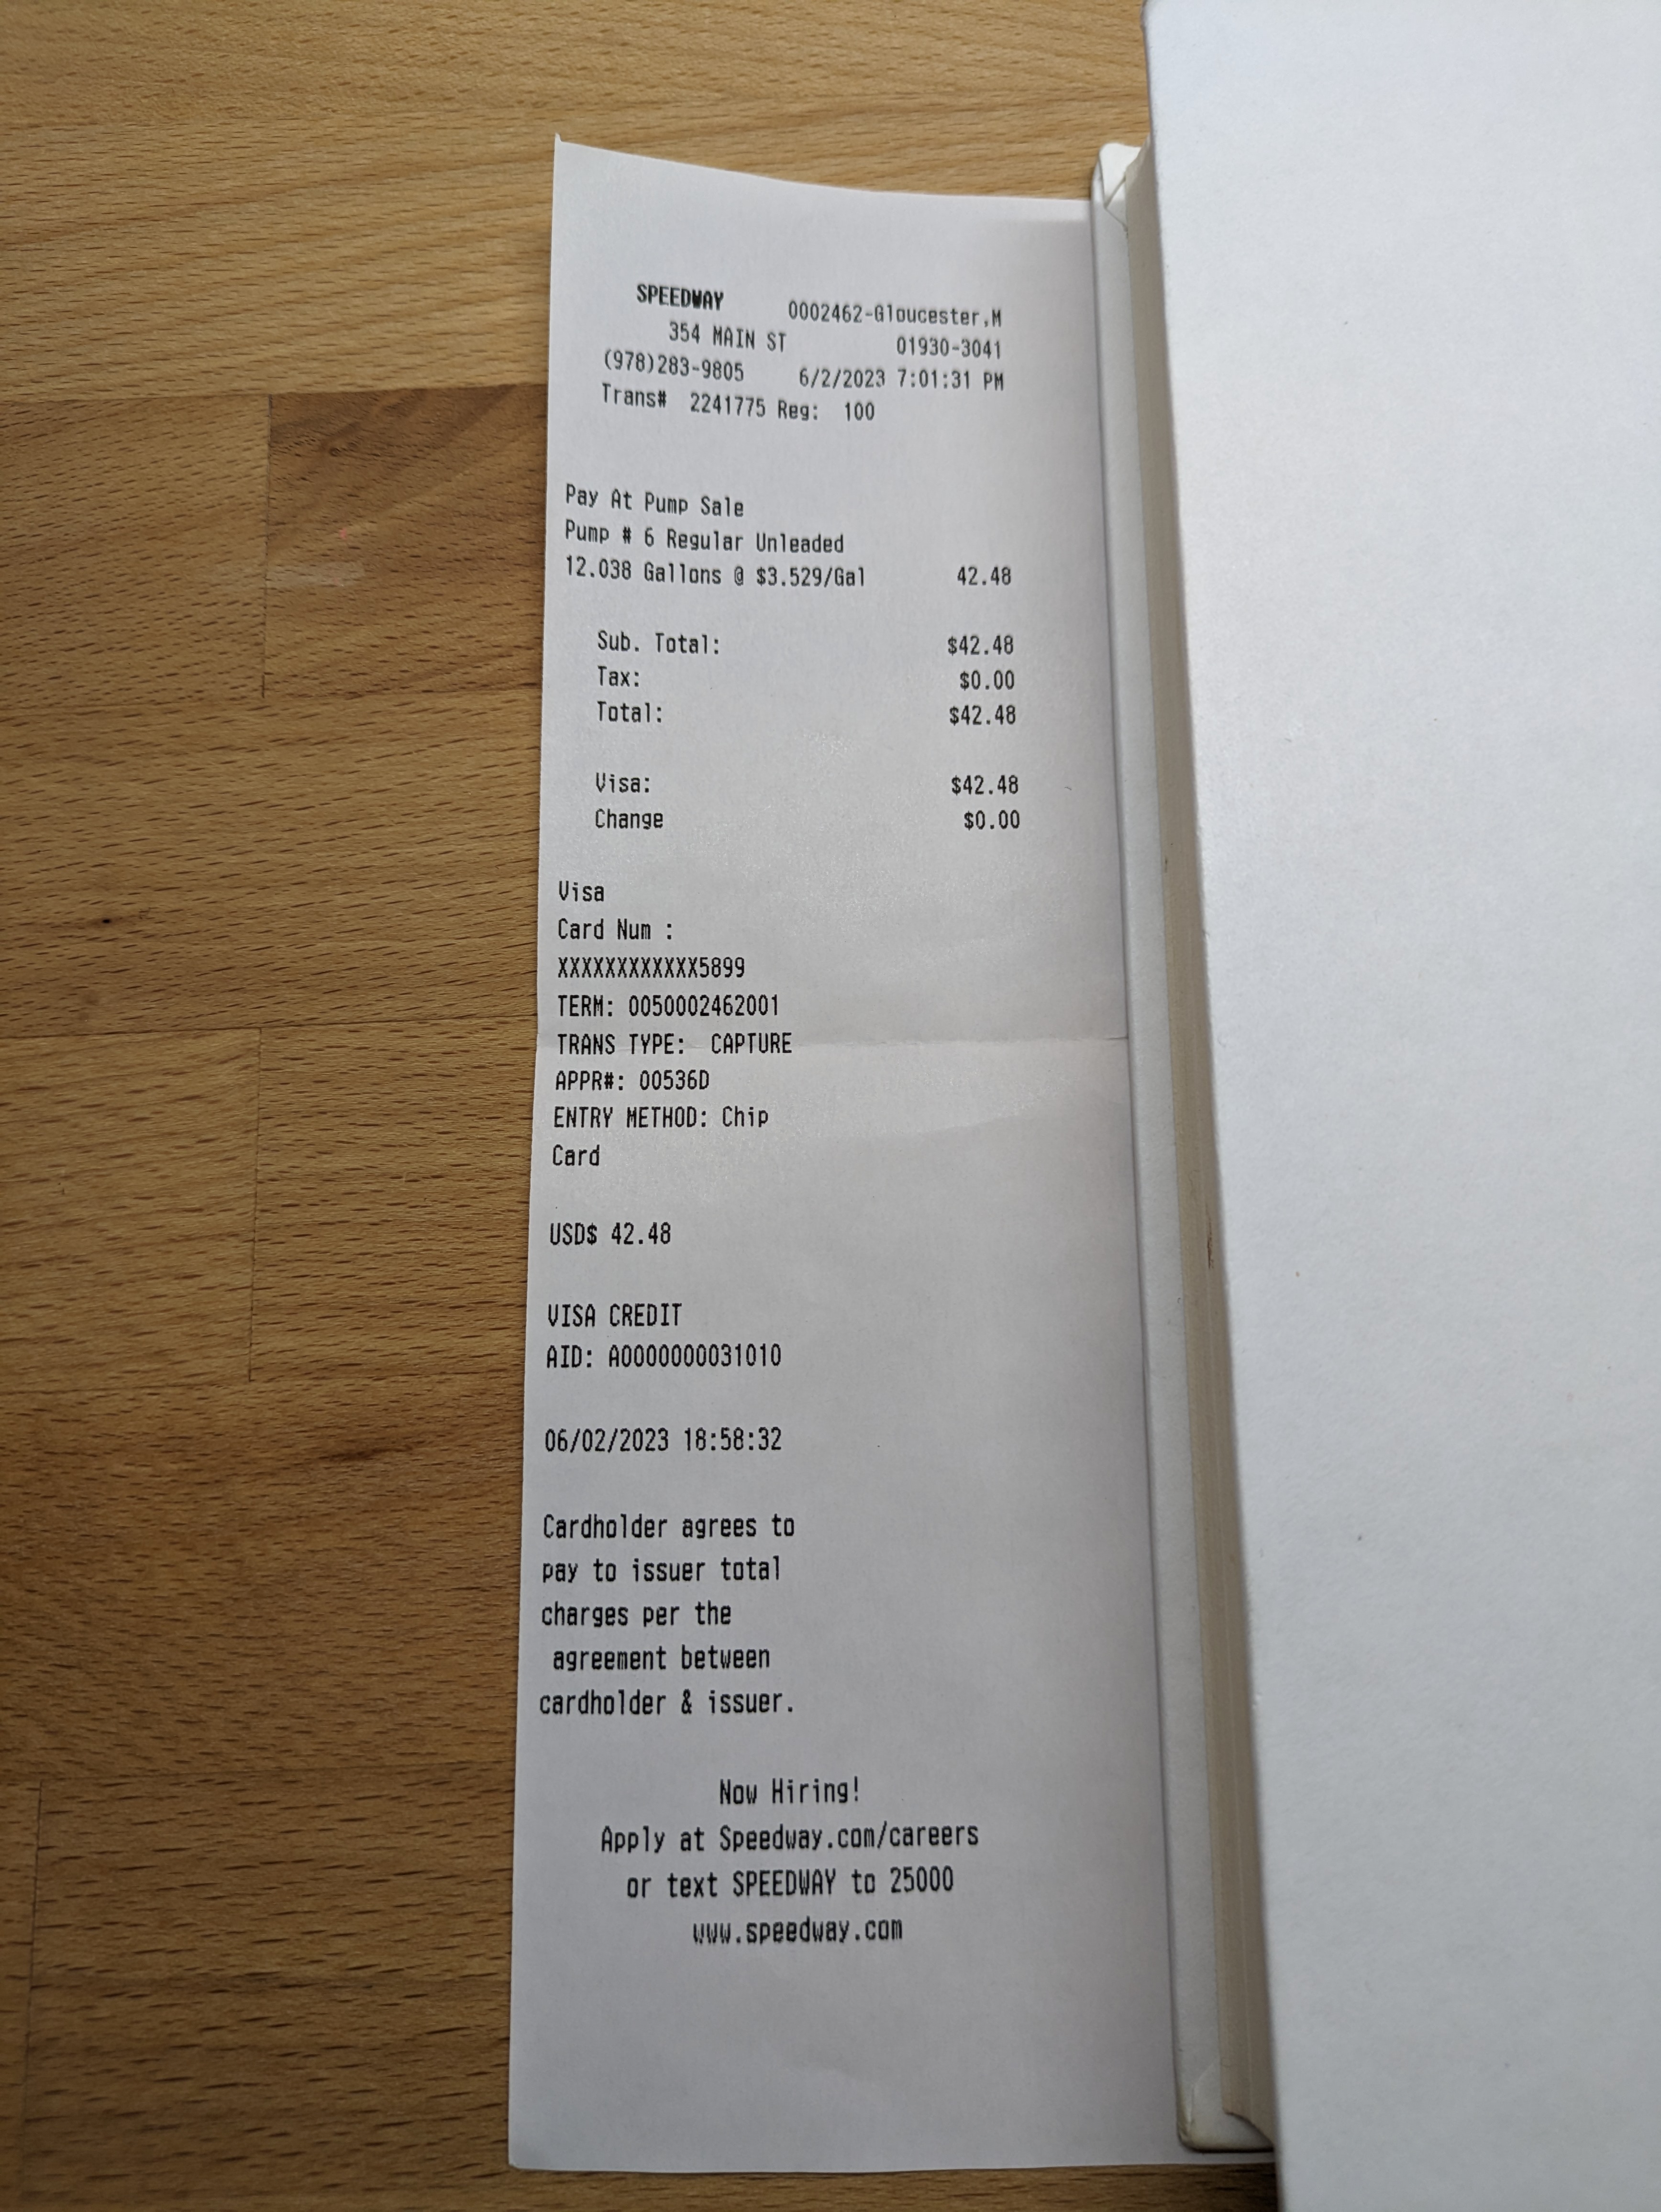 SPEEDWAY 0002462-Gloucester,M
354 MAIN ST 01930-3041
(978)283-9805 6/2/2023 7:01:31 PM
Trans# 2241775 Reg: 100
Pay At Pump Sale
Pump # 6 Regular Unleaded
12.038 Gallons @ $3.529/Gal 42.48
Sub. Total: $42.48
Tax: $0.00
Total: $42.48
Visa: $42.48
Change $0.00
Visa
Card Num :
XXXXXXXXXXXX5899
TERM: 0050002462001
TRANS TYPE: CAPTURE
APPR#: 00536D
ENTRY METHOD: Chip
Card
USD$ 42.48
VISA CREDIT
AID: A0000000031010
06/02/2023 18:58:32
Cardholder agrees to
pay to issuer total
charges per the
agreement between
cardholder & issuer.
Now Hiring!
Apply at Speedway.com/careers
or text SPEEDWAY to 25000
www.speedway.com